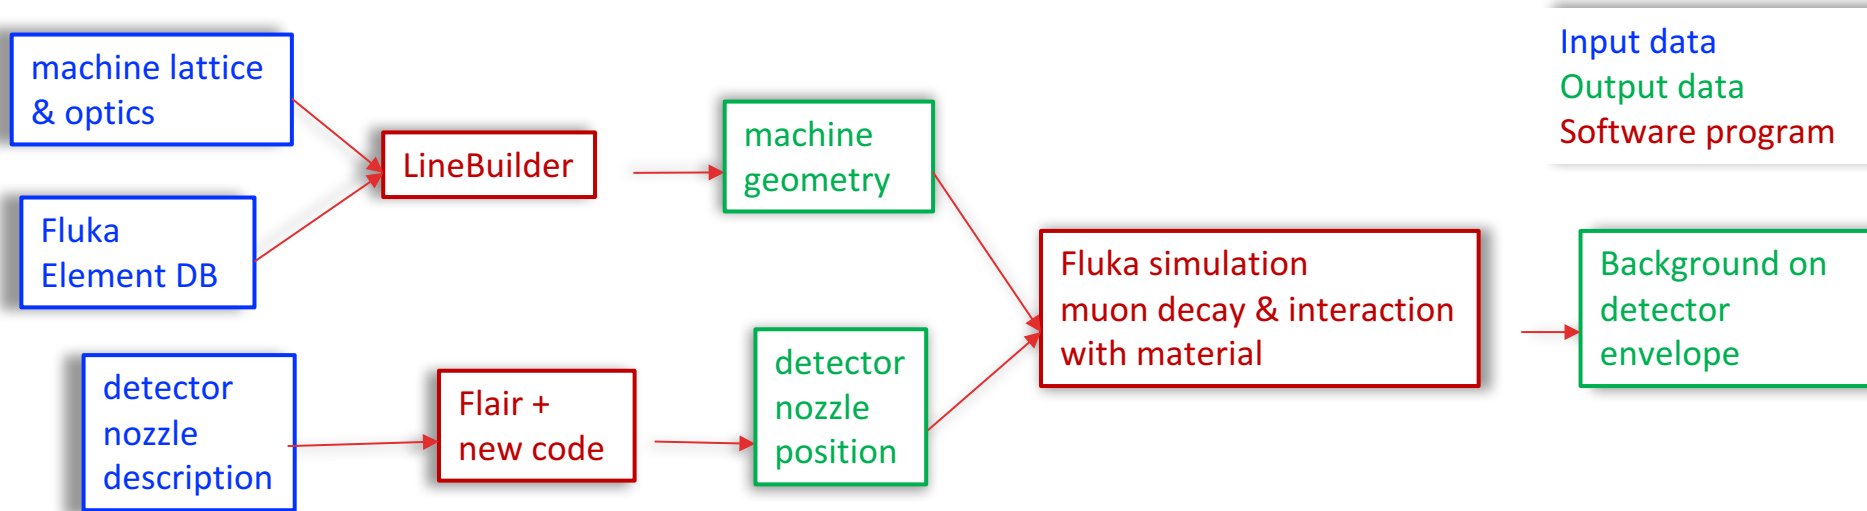 machine lattice
& optics
Fluka
Element DB
LineBuilder
machine
geometry
detector
nozzle
description
Flair +
new code
detector
nozzle
position
Fluka simulation
muon decay & interaction
with material
Background on
detector
envelope
Input data
Output data
Software program